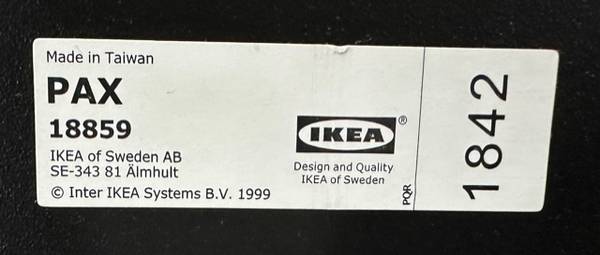 Made in Taiwan
PAX
18859
IKEA of Sweden AB
SE-343 81 Älmhult
© Inter IKEA Systems B.V. 1999
IKEA®
Design and Quality
IKEA of Sweden
PQR
1842